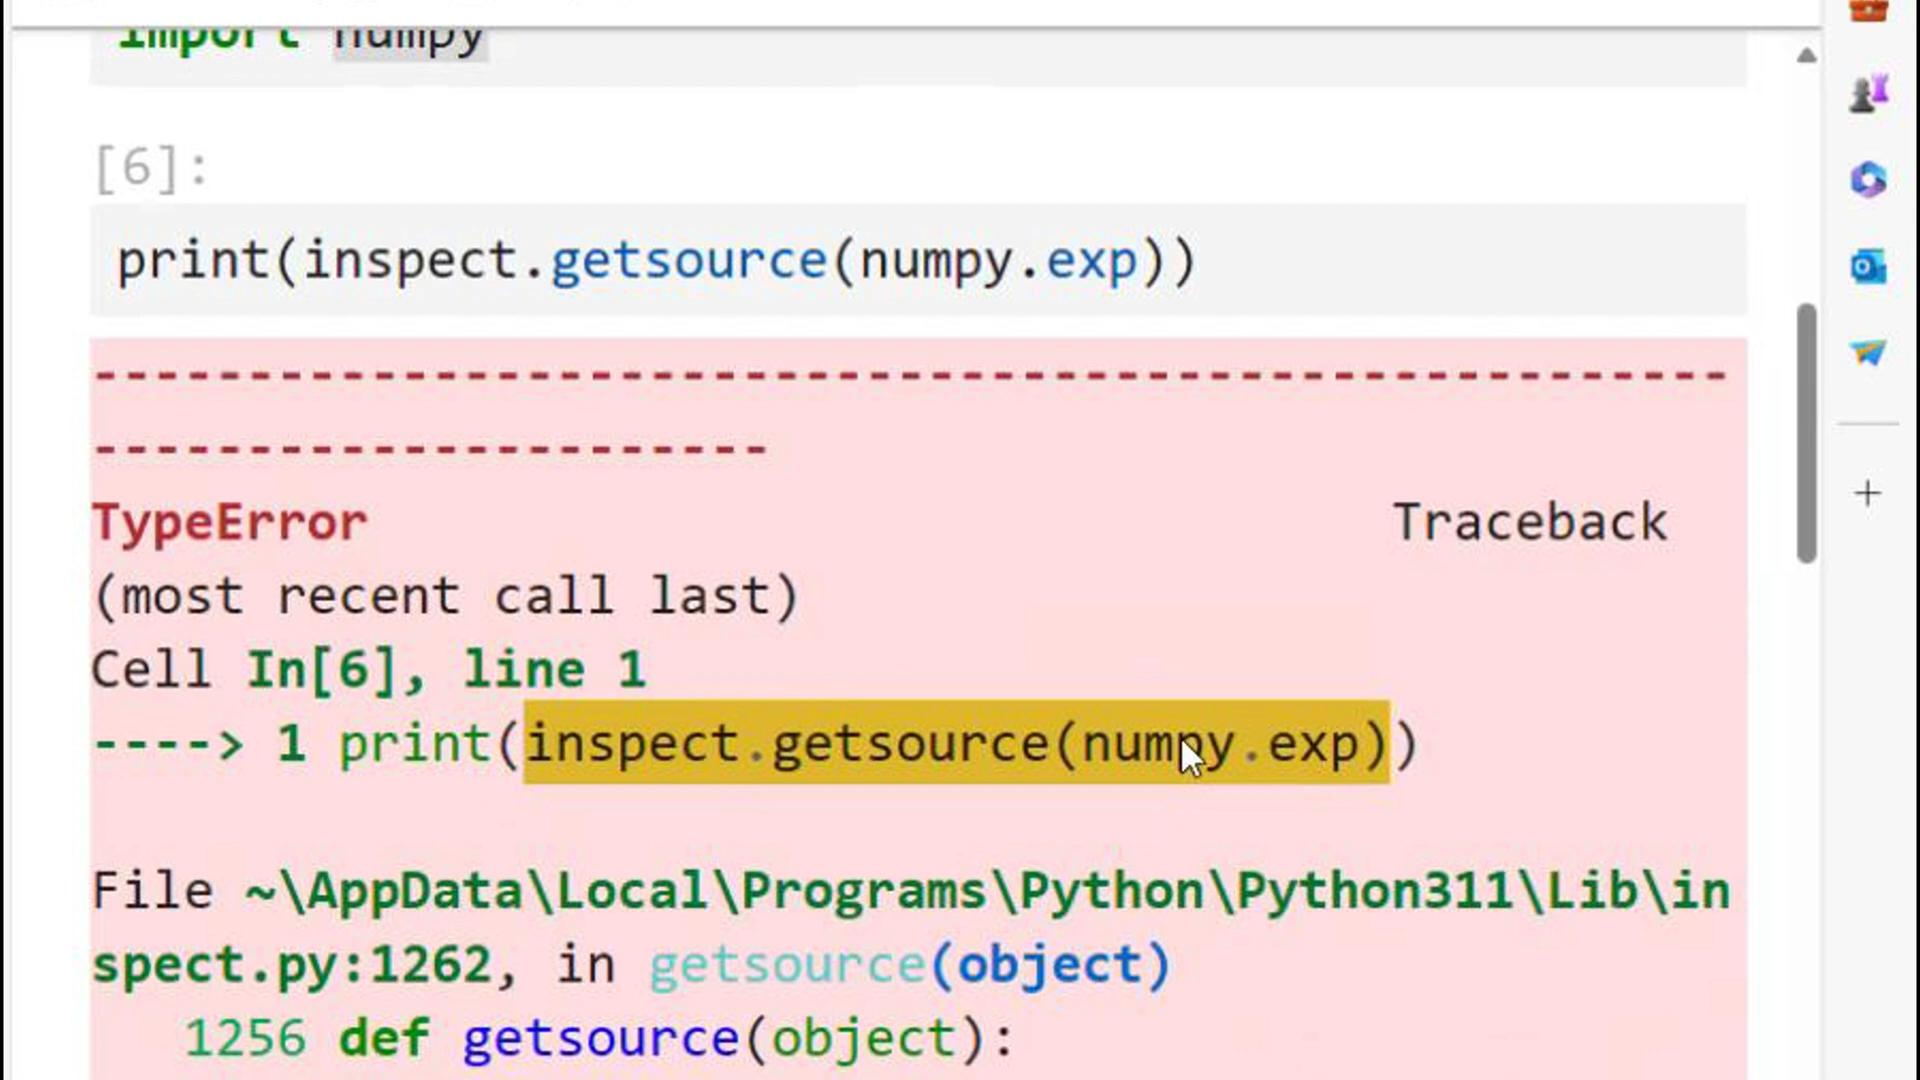 import numpy
[6]:
print(inspect.getsource(numpy.exp))
-----------------------------------------------------
----------------------
TypeError Traceback
(most recent call last)
Cell In[6], line 1
----> 1 print(inspect.getsource(numpy.exp))
File ~\AppData\Local\Programs\Python\Python311\Lib\in
spect.py:1262, in getsource(object)
1256 def getsource(object):